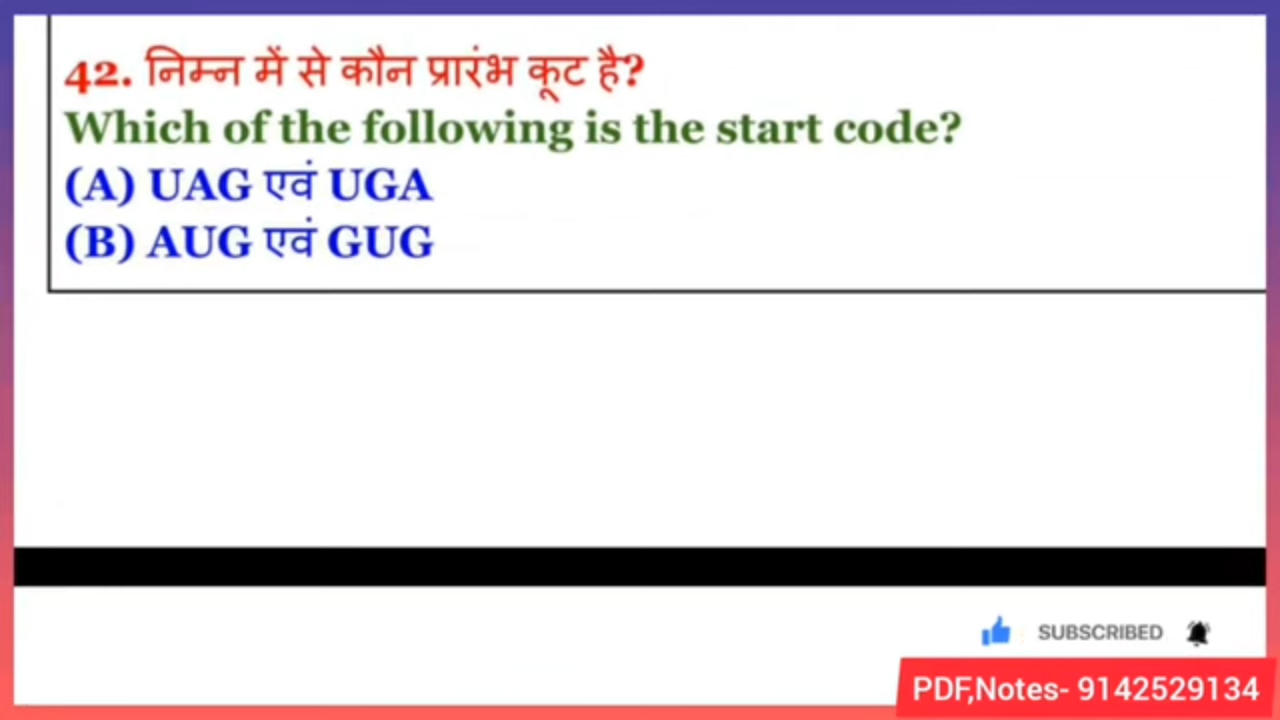 42. निम्न में से कौन प्रारंभ कूट है?
Which of the following is the start code?
(A) UAG एवं UGA
(B) AUG एवं GUG
SUBSCRIBED
PDF,Notes- 9142529134